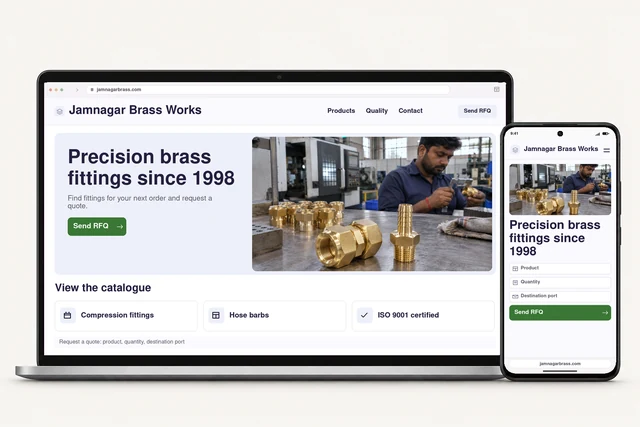 jamnagarbrass.com
Jamnagar Brass Works
Products Quality Contact Send RFQ
Precision brass
fittings since 1998
Find fittings for your next order and request a
quote.
Send RFQ
View the catalogue
Compression fittings
Hose barbs
ISO 9001 certified
Request a quote: product, quantity, destination port
9:41
Jamnagar Brass Works
Precision brass
fittings since
1998
Product
Quantity
Destination port
Send RFQ
jamnagarbrass.com